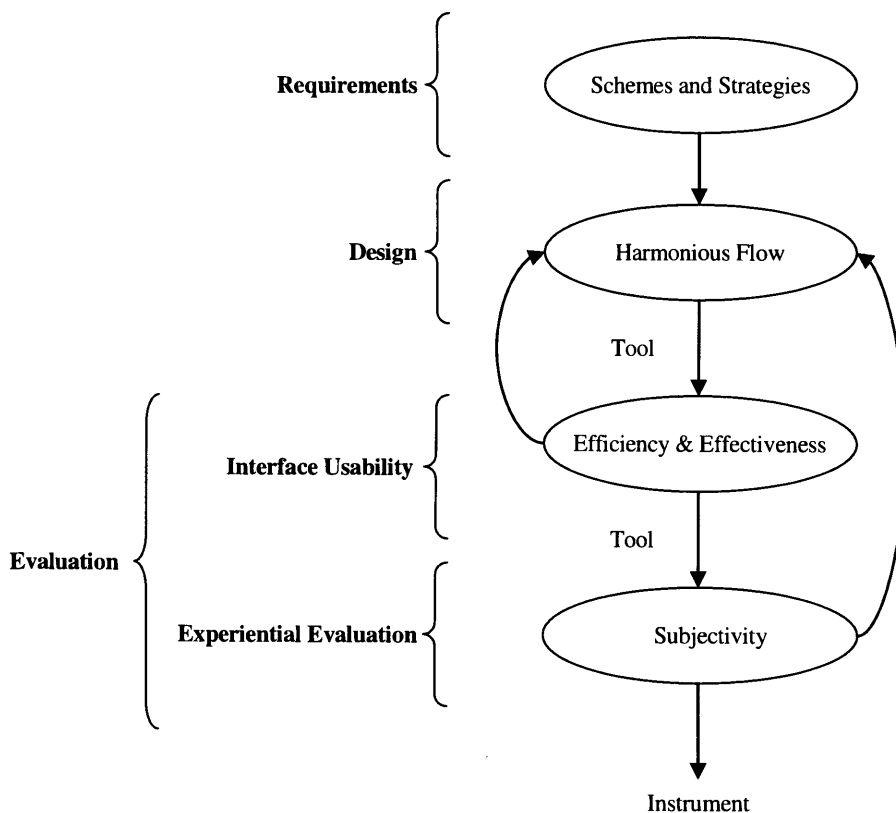 Requirements
Schemes and Strategies
Design
Harmonious Flow
Tool
Interface Usability
Efficiency & Effectiveness
Tool
Evaluation
Experiential Evaluation
Subjectivity
Instrument